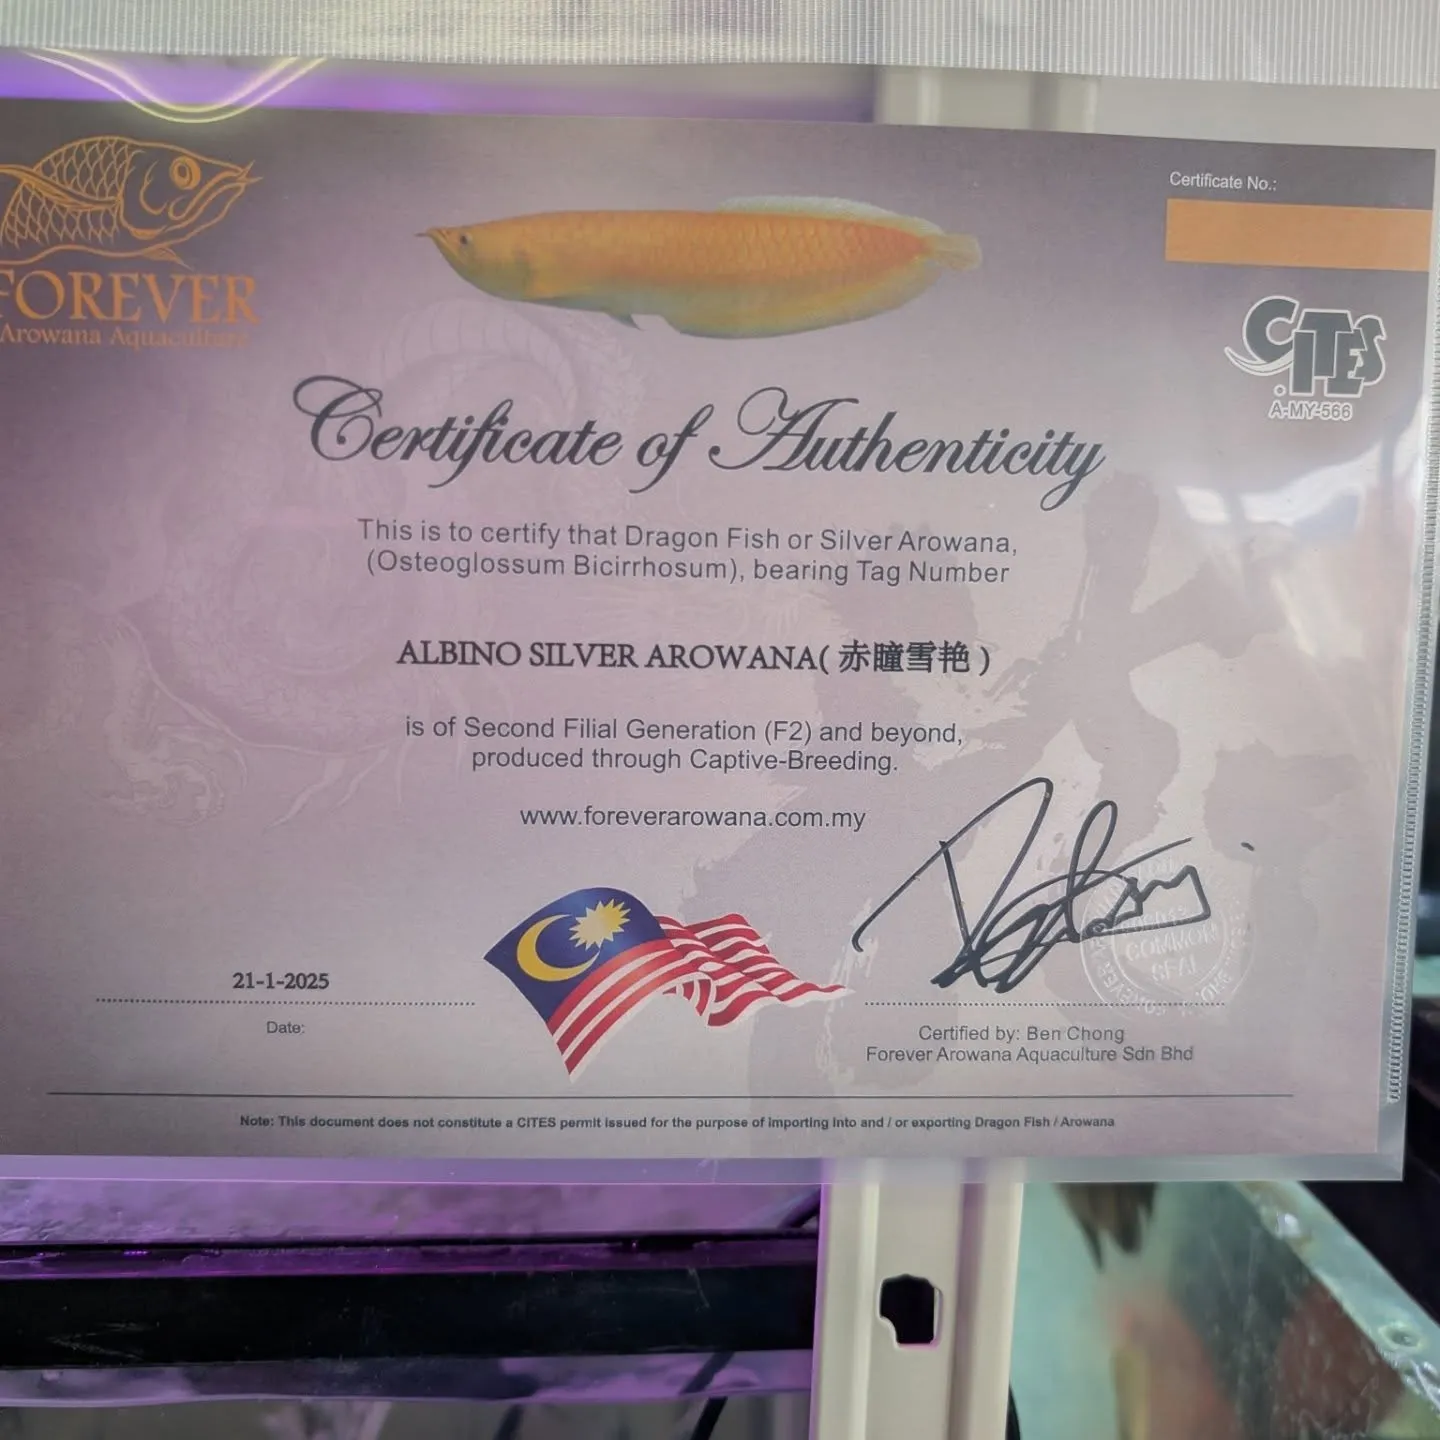 FOREVER
Arowana Aquaculture
Certificate No.:
CITES
A-MY-566
Certificate of Authenticity
This is to certify that Dragon Fish or Silver Arowana,
(Osteoglossum Bicirrhosum), bearing Tag Number
ALBINO SILVER AROWANA( 赤瞳雪艳 )
is of Second Filial Generation (F2) and beyond,
produced through Captive-Breeding.
www.foreverarowana.com.my
21-1-2025
Date:
COMMON
SEAL
Certified by: Ben Chong
Forever Arowana Aquaculture Sdn Bhd
Note: This document does not constitute a CITES permit issued for the purpose of importing into and / or exporting Dragon Fish / Arowana